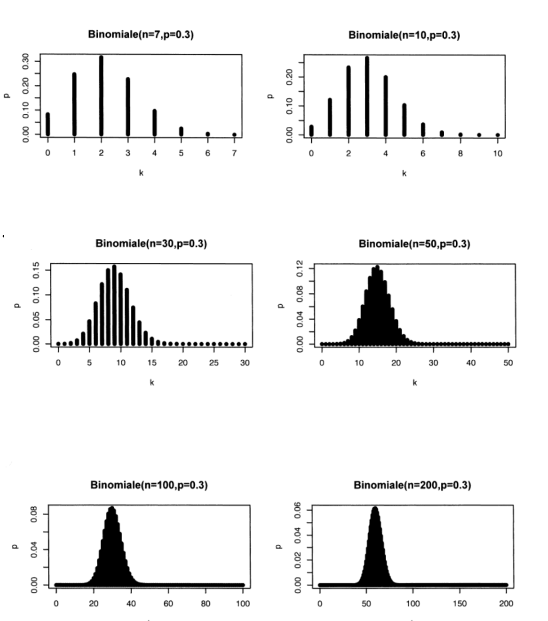 Binomiale(n=7,p=0.3)
p
0.00 0.10 0.20 0.30
0 1 2 3 4 5 6 7
k
Binomiale(n=10,p=0.3)
p
0.00 0.10 0.20
0 2 4 6 8 10
k
Binomiale(n=30,p=0.3)
p
0.00 0.05 0.10 0.15
0 5 10 15 20 25 30
k
Binomiale(n=50,p=0.3)
p
0.00 0.04 0.08 0.12
0 10 20 30 40 50
k
Binomiale(n=100,p=0.3)
p
0.00 0.04 0.08
0 20 40 60 80 100
Binomiale(n=200,p=0.3)
p
0.00 0.02 0.04 0.06
0 50 100 150 200